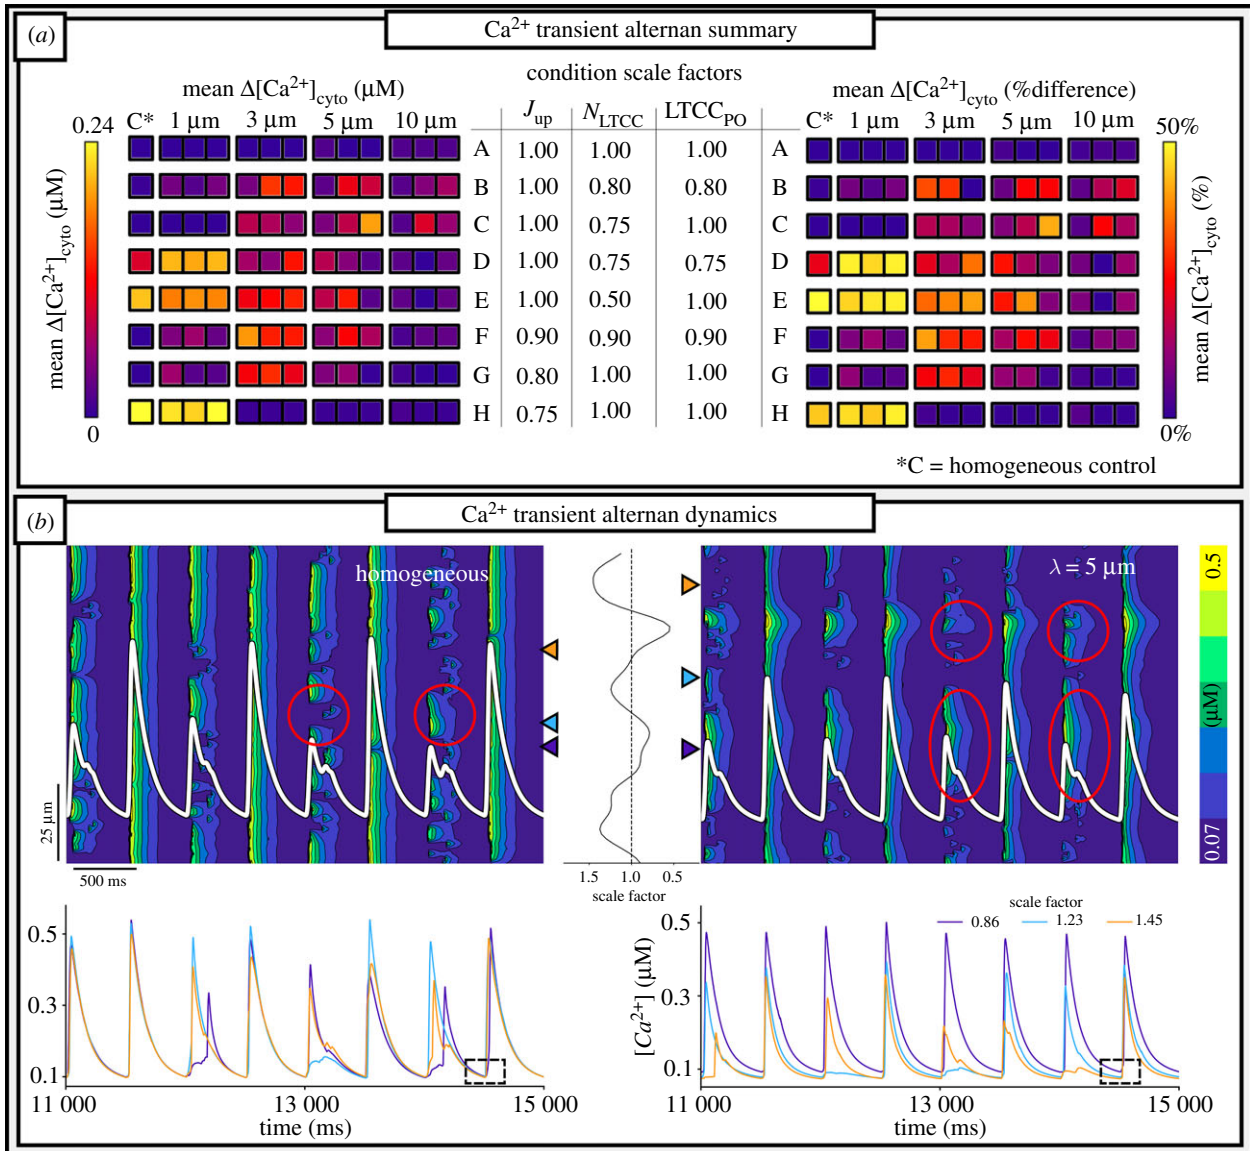 (a)
Ca2+ transient alternan summary
mean Δ[Ca2+]cyto (µM)
condition scale factors
mean Δ[Ca2+]cyto (%difference)
0.24 C* 1 µm 3 µm 5 µm 10 µm Jup NLTCC LTCCPO C* 1 µm 3 µm 5 µm 10 µm 50%
A 1.00 1.00 1.00 A
B 1.00 0.80 0.80 B
C 1.00 0.75 1.00 C
D 1.00 0.75 0.75 D
E 1.00 0.50 1.00 E
F 0.90 0.90 0.90 F
G 0.80 1.00 1.00 G
H 0.75 1.00 1.00 H
mean Δ[Ca2+]cyto (µM)
0
mean Δ[Ca2+]cyto (%)
0%
*C = homogeneous control
(b)
Ca2+ transient alternan dynamics
homogeneous
λ = 5 µm
0.5
(µM)
0.07
25 µm
500 ms
1.5 1.0 0.5
scale factor
scale factor
0.86 1.23 1.45
0.5
0.3
0.1
11 000 13 000 15 000
time (ms)
[Ca2+] (µM)
0.5
0.3
0.1
11 000 13 000 15 000
time (ms)